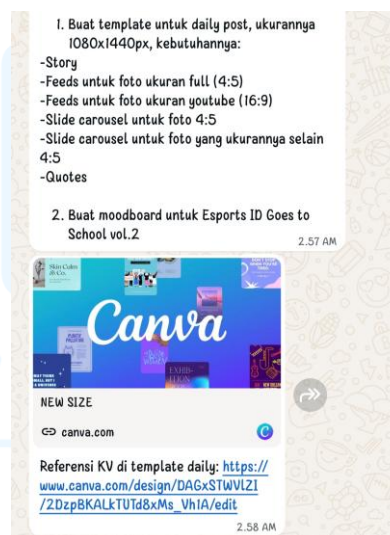 1. Buat template untuk daily post, ukurannya
1080x1440px, kebutuhannya:
-Story
-Feeds untuk foto ukuran full (4:5)
-Feeds untuk foto ukuran youtube (16:9)
-Slide carousel untuk foto 4:5
-Slide carousel untuk foto yang ukurannya selain
4:5
-Quotes
2. Buat moodboard untuk Esports ID Goes to
School vol.2
2.57 AM
Skin Cakes
& Co.
Canva
NEW SIZE
canva.com
Referensi KV di template daily: https://
www.canva.com/design/DAGxSTWVlZI
/2DzpBKALkTUTd8xMs_Vh1A/edit
2.58 AM